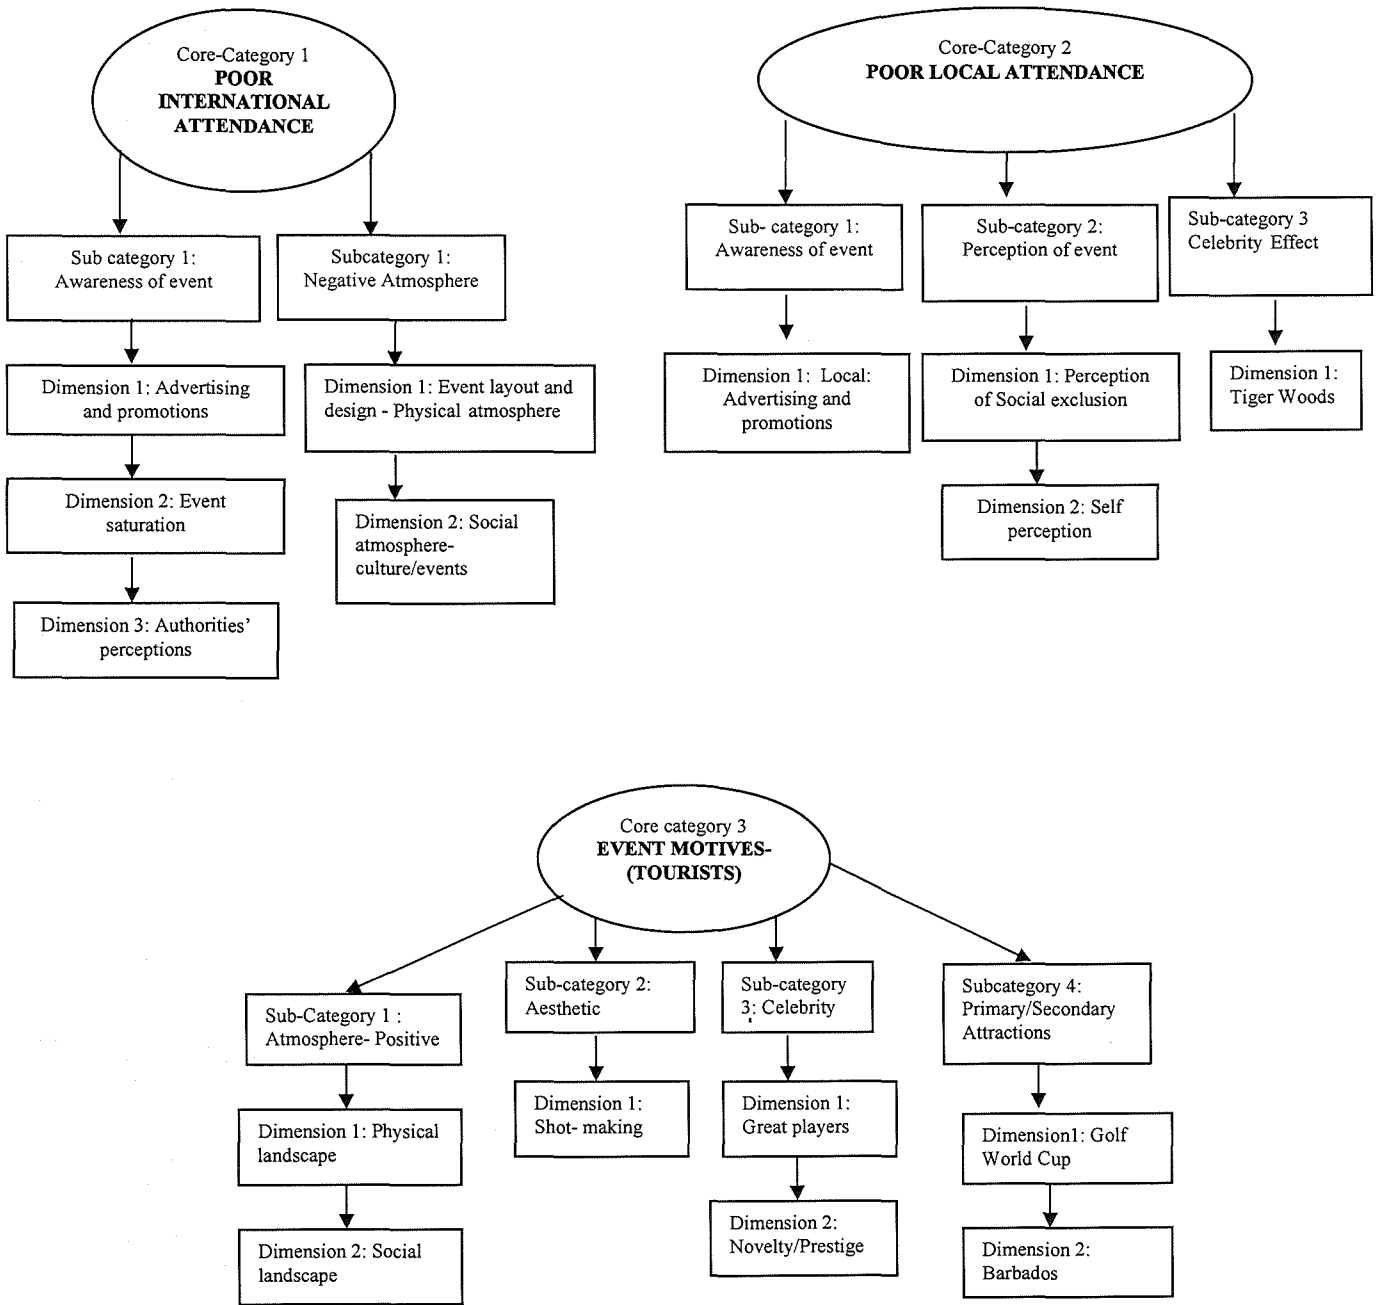 Core-Category 1
POOR
INTERNATIONAL
ATTENDANCE
Sub category 1:
Awareness of event
Subcategory 1:
Negative Atmosphere
Dimension 1: Advertising
and promotions
Dimension 1: Event layout and
design - Physical atmosphere
Dimension 2: Event
saturation
Dimension 2: Social
atmosphere-
culture/events
Dimension 3: Authorities’
perceptions
Core-Category 2
POOR LOCAL ATTENDANCE
Sub- category 1:
Awareness of event
Sub-category 2:
Perception of event
Sub-category 3
Celebrity Effect
Dimension 1: Local:
Advertising and
promotions
Dimension 1: Perception
of Social exclusion
Dimension 1:
Tiger Woods
Dimension 2: Self
perception
Core category 3
EVENT MOTIVES-
(TOURISTS)
Sub-Category 1 :
Atmosphere- Positive
Sub-category 2:
Aesthetic
Sub-category
3: Celebrity
Subcategory 4:
Primary/Secondary
Attractions
Dimension 1: Physical
landscape
Dimension 1:
Shot- making
Dimension 1:
Great players
Dimension1: Golf
World Cup
Dimension 2: Social
landscape
Dimension 2:
Novelty/Prestige
Dimension 2:
Barbados